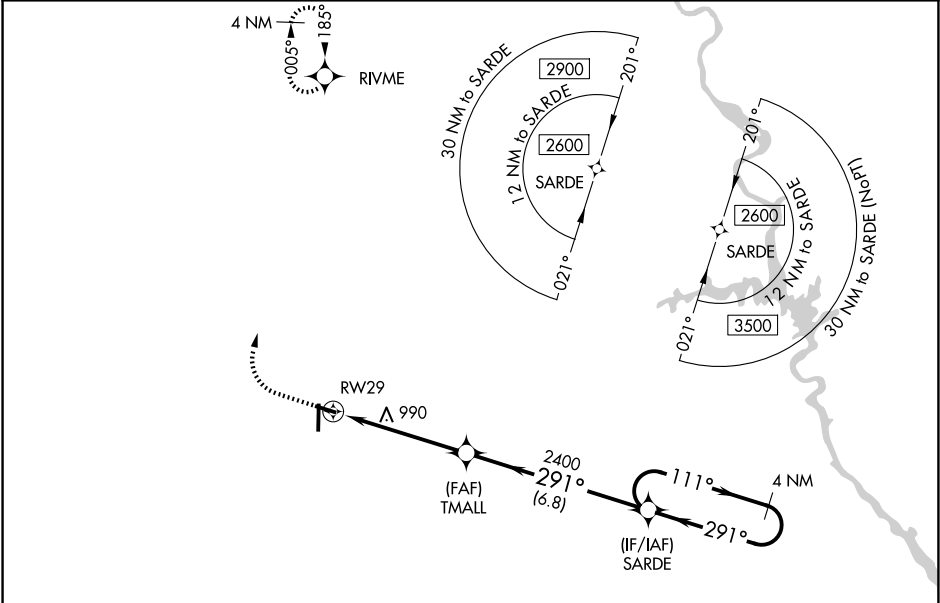 4 NM
185°
005°
RIVME
30 NM to SARDE
2900
201°
12 NM to SARDE
2600
SARDE
021°
201°
2600
SARDE
12 NM to SARDE
30 NM to SARDE (NoPT)
021°
3500
RW29
990
2400
291°
(6.8)
(FAF)
TMALL
111°
4 NM
291°
(IF/IAF)
SARDE